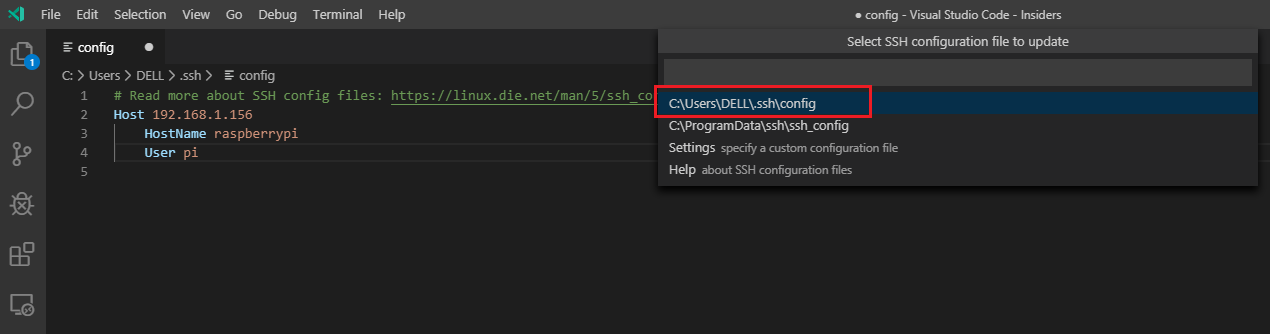 File Edit Selection View Go Debug Terminal Help
● config - Visual Studio Code - Insiders
config ●
C: > Users > DELL > .ssh > config
1 # Read more about SSH config files: https://linux.die.net/man/5/ssh_co
2 Host 192.168.1.156
3 HostName raspberrypi
4 User pi
5
1
Select SSH configuration file to update
C:\Users\DELL\.ssh\config
C:\ProgramData\ssh\ssh_config
Settings specify a custom configuration file
Help about SSH configuration files